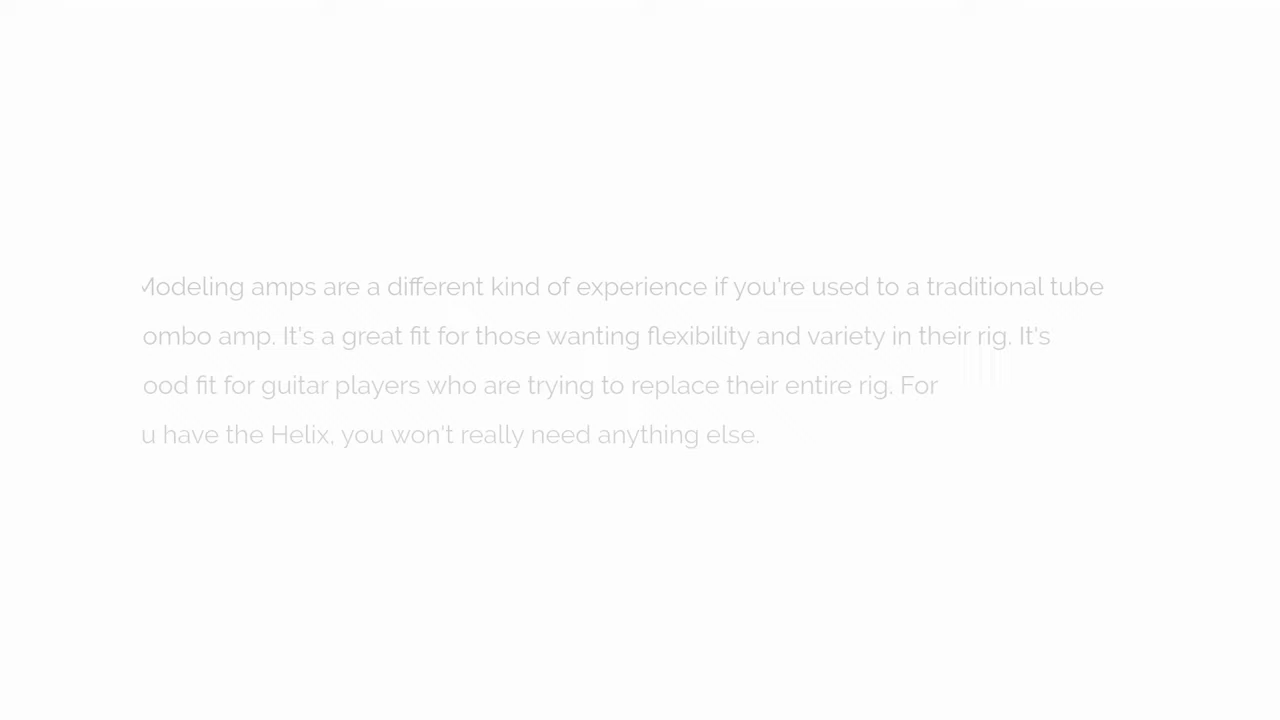 Modeling amps are a different kind of experience if you're used to a traditional tube
ombo amp. It's a great fit for those wanting flexibility and variety in their rig. It's
ood fit for guitar players who are trying to replace their entire rig. For
u have the Helix, you won't really need anything else.